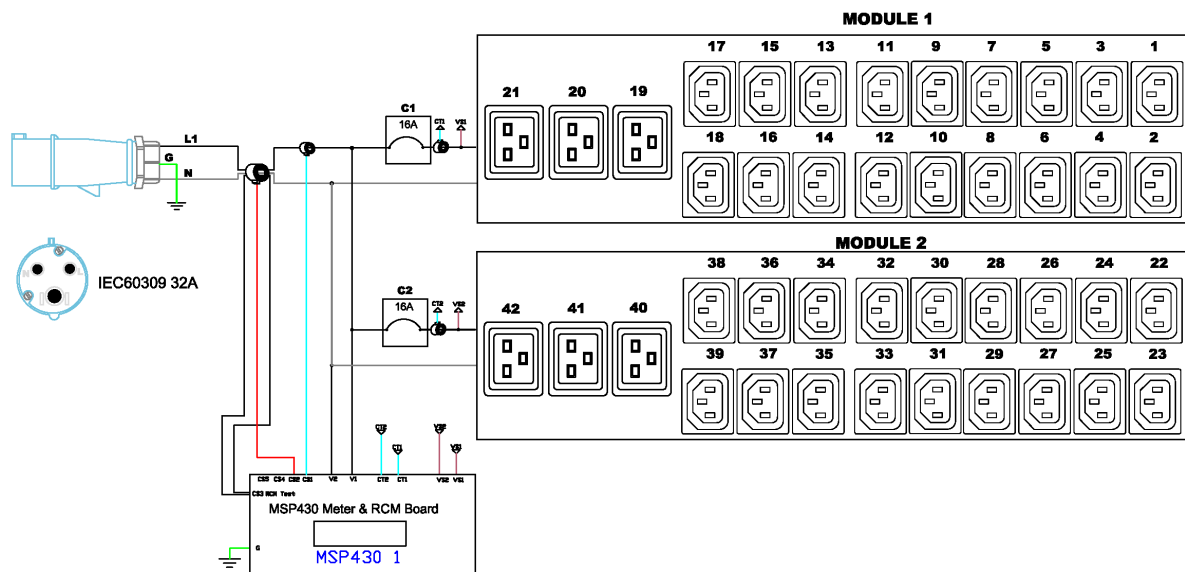 MODULE 1
17 15 13 11 9 7 5 3 1
21 20 19
C1
16A
CT1
VS1
18 16 14 12 10 8 6 4 2
L1
G
N
MODULE 2
38 36 34 32 30 28 26 24 22
N L
IEC60309 32A
C2
16A
CT2
VS2
42 41 40
39 37 35 33 31 29 27 25 23
CT2
CT1
VS2
VS1
CS5 CS4 CS2 CS1 V2 V1 CT2 CT1 VS2 VS1
CS3 RCM Test
MSP430 Meter & RCM Board
G
MSP430 1